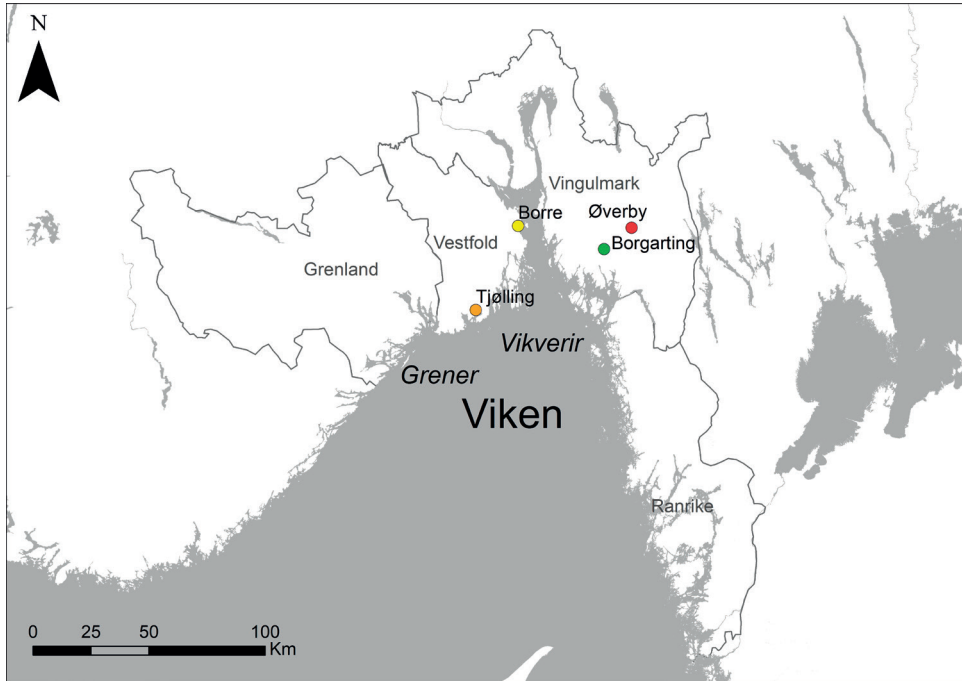 N
Vingulmark
Borre
Øverby
Vestfold
Borgarting
Grenland
Tjølling
Vikverir
Grener
Viken
Ranrike
0 25 50 100
Km